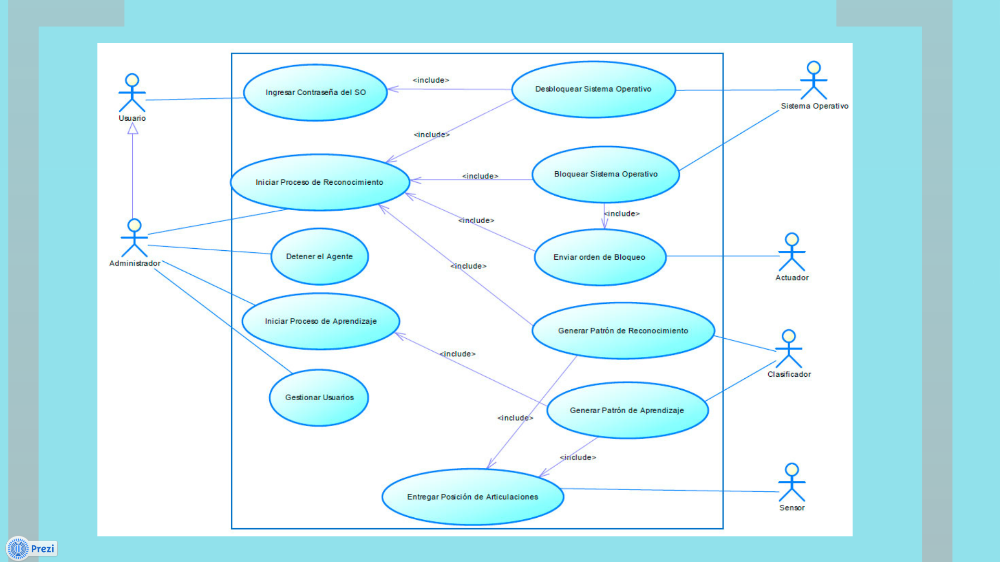 <include>
Ingresar Contraseña del SO
Desbloquear Sistema Operativo
Sistema Operativo
Usuario
<include>
<include>
Bloquear Sistema Operativo
Iniciar Proceso de Reconocimiento
<include>
<include>
Detener el Agente
Enviar orden de Bloqueo
Administrador
<include>
Actuador
Iniciar Proceso de Aprendizaje
Generar Patrón de Reconocimiento
<include>
Clasificador
Gestionar Usuarios
Generar Patrón de Aprendizaje
<include>
<include>
Entregar Posición de Articulaciones
Sensor
Prezi